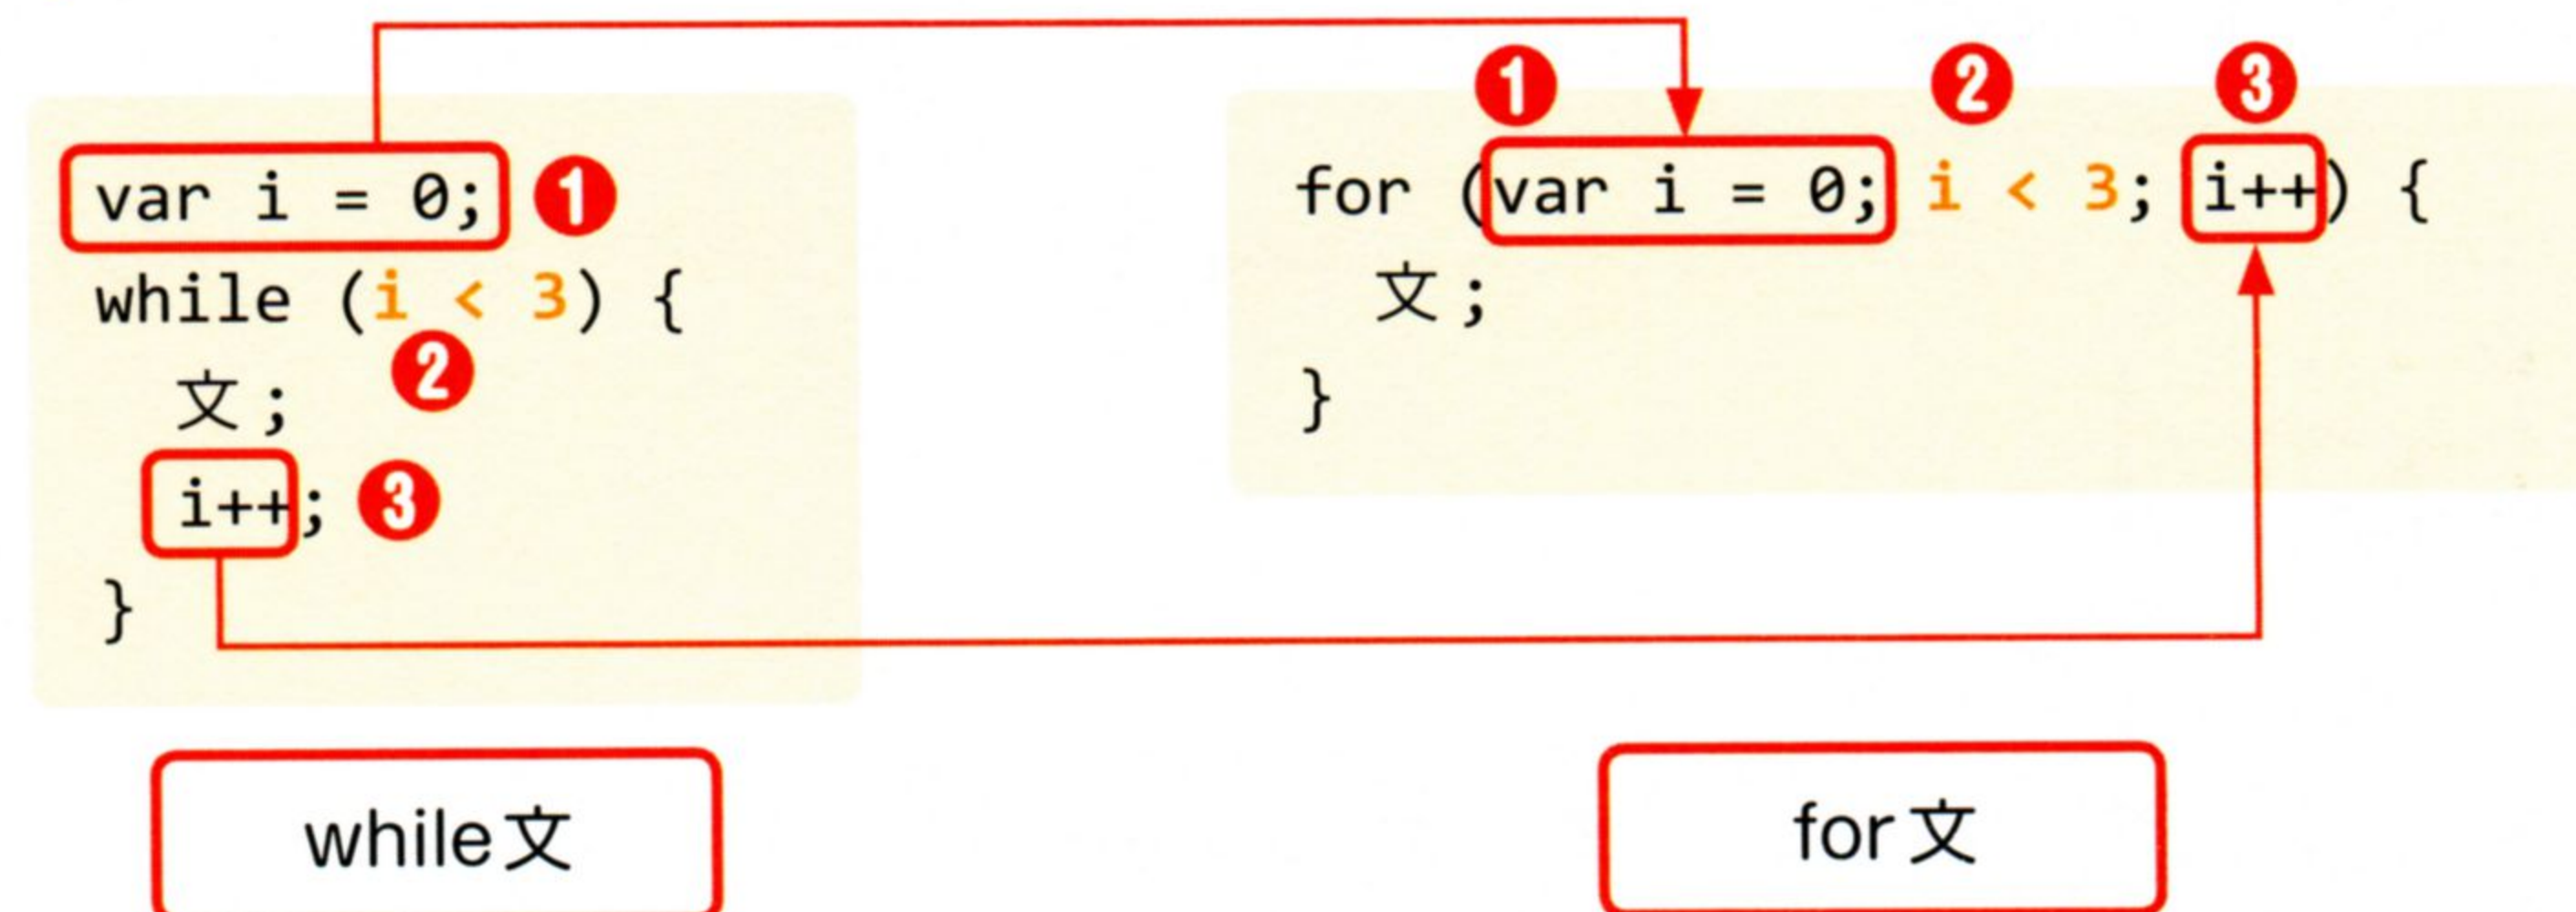 var i = 0; ❶
while (i < 3) {
❷
文;
i++; ❸
}
while文
❶ ❷ ❸
for (var i = 0; i < 3; i++) {
文;
}
for文